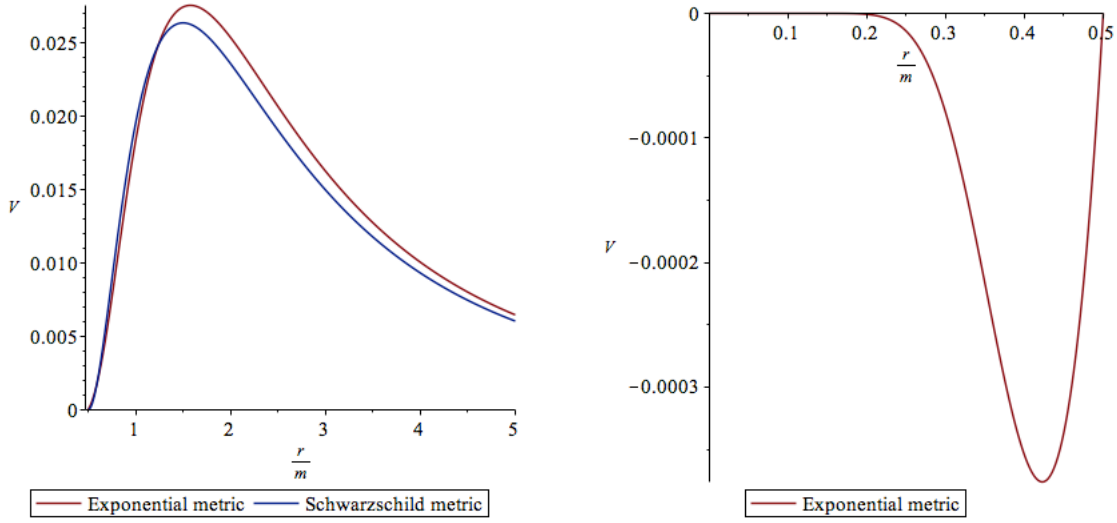 0.025
0.020
0.015
0.010
0.005
0
V
1 2 3 4 5
r
m
Exponential metric Schwarzschild metric
0
0.1 0.2 0.3 0.4 0.5
r
m
−0.0001
−0.0002
−0.0003
V
Exponential metric